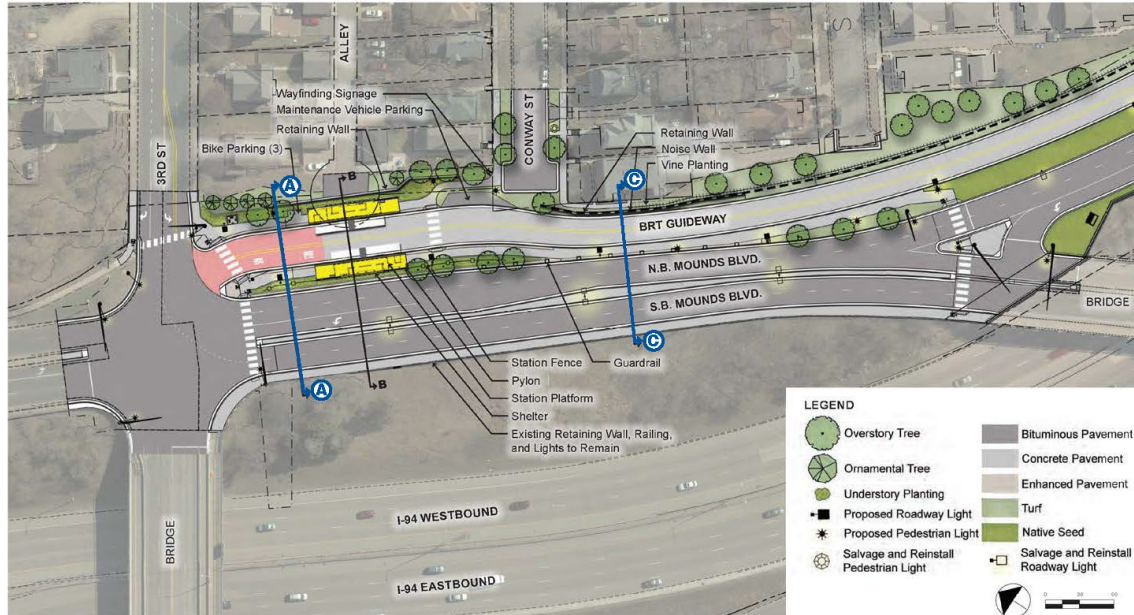 ALLEY
S
Wayfinding Signage
Maintenance Vehicle Parking
Retaining Wall
Bike Parking (3)
3RD ST
CONWAY ST
Retaining Wall
Noise Wall
Vine Planting
A
B
C
BRT GUIDEWAY
N.B. MOUNDS BLVD.
S.B. MOUNDS BLVD.
BRIDGE
C
A
B
Station Fence
Guardrail
Pylon
Station Platform
Shelter
Existing Retaining Wall, Railing,
and Lights to Remain
I-94 WESTBOUND
I-94 EASTBOUND
BRIDGE
LEGEND
Overstory Tree
Ornamental Tree
Understory Planting
Proposed Roadway Light
Proposed Pedestrian Light
Salvage and Reinstall
Pedestrian Light
Bituminous Pavement
Concrete Pavement
Enhanced Pavement
Turf
Native Seed
Salvage and Reinstall
Roadway Light
0 30 60